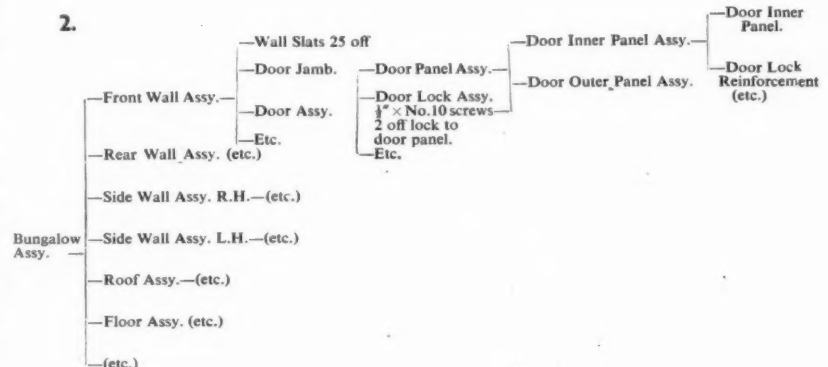 2.
Bungalow
Assy.
Front Wall Assy.
Wall Slats 25 off
Door Jamb.
Door Assy.
Etc.
Door Panel Assy.
Door Inner Panel Assy.
Door Inner
Panel.
Door Lock
Reinforcement
(etc.)
Door Outer Panel Assy.
Door Lock Assy.
½″ × No.10 screws
2 off lock to
door panel.
Etc.
Rear Wall Assy. (etc.)
Side Wall Assy. R.H.—(etc.)
Side Wall Assy. L.H.—(etc.)
Roof Assy.—(etc.)
Floor Assy. (etc.)
(etc.)